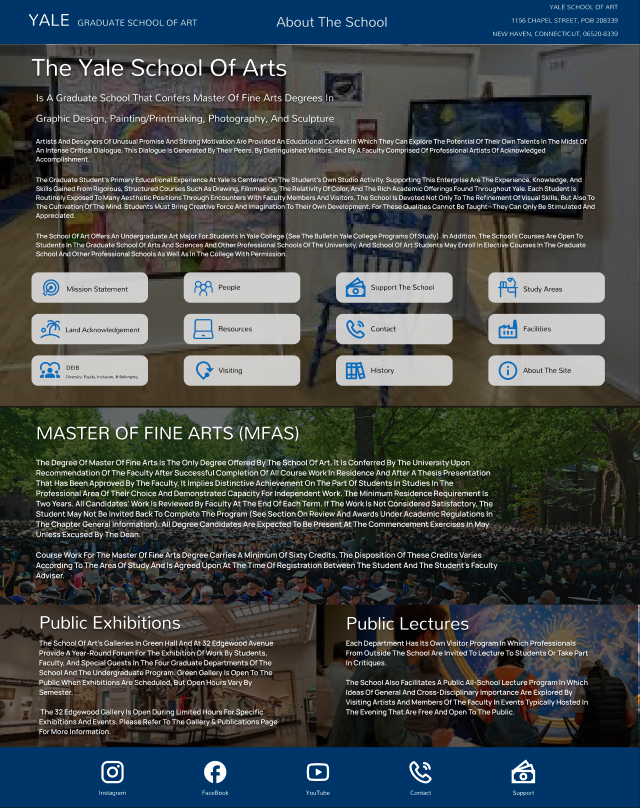 YALE GRADUATE SCHOOL OF ART
About The School
YALE SCHOOL OF ART
1156 CHAPEL STREET, POB 208339
NEW HAVEN, CONNECTICUT, 06520-8339
The Yale School Of Arts
Is A Graduate School That Confers Master Of Fine Arts Degrees In
Graphic Design, Painting/Printmaking, Photography, And Sculpture
Artists And Designers Of Unusual Promise And Strong Motivation Are Provided An Educational Context In Which They Can Explore The Potential Of Their Own Talents In The Midst Of
An Intense Critical Dialogue. This Dialogue Is Generated By Their Peers, By Distinguished Visitors, And By A Faculty Comprised Of Professional Artists Of Acknowledged
Accomplishment.
The Graduate Student's Primary Educational Experience At Yale Is Centered On The Student's Own Studio Activity. Supporting This Enterprise Are The Experience, Knowledge, And
Skills Gained From Rigorous, Structured Courses Such As Drawing, Filmmaking, The Relativity Of Color, And The Rich Academic Offerings Found Throughout Yale. Each Student Is
Routinely Exposed To Many Aesthetic Positions Through Encounters With Faculty Members And Visitors. The School Is Devoted Not Only To The Refinement Of Visual Skills, But Also To
The Cultivation Of The Mind. Students Must Bring Creative Force And Imagination To Their Own Development, For These Qualities Cannot Be Taught—They Can Only Be Stimulated And
Appreciated.
The School Of Art Offers An Undergraduate Art Major For Students In Yale College (See The Bulletin Yale College Programs Of Study). In Addition, The School's Courses Are Open To
Students In The Graduate School Of Arts And Sciences And Other Professional Schools Of The University, And School Of Art Students May Enroll In Elective Courses In The Graduate
School And Other Professional Schools As Well As In The College With Permission.
Mission Statement
People
Support The School
Study Areas
Land Acknowledgement
Resources
Contact
Facilities
DEIB
Diversity, Equity, Inclusion, & Belonging
Visiting
History
About The Site
MASTER OF FINE ARTS (MFAS)
The Degree Of Master Of Fine Arts Is The Only Degree Offered By The School Of Art. It Is Conferred By The University Upon
Recommendation Of The Faculty After Successful Completion Of All Course Work In Residence And After A Thesis Presentation
That Has Been Approved By The Faculty. It Implies Distinctive Achievement On The Part Of Students In Studies In The
Professional Area Of Their Choice And Demonstrated Capacity For Independent Work. The Minimum Residence Requirement Is
Two Years. All Candidates' Work Is Reviewed By Faculty At The End Of Each Term. If The Work Is Not Considered Satisfactory, The
Student May Not Be Invited Back To Complete The Program (See Section On Review And Awards Under Academic Regulations In
The Chapter General Information). All Degree Candidates Are Expected To Be Present At The Commencement Exercises In May
Unless Excused By The Dean.
Course Work For The Master Of Fine Arts Degree Carries A Minimum Of Sixty Credits. The Disposition Of These Credits Varies
According To The Area Of Study And Is Agreed Upon At The Time Of Registration Between The Student And The Student's Faculty
Adviser.
Public Exhibitions
The School Of Art's Galleries In Green Hall And At 32 Edgewood Avenue
Provide A Year-Round Forum For The Exhibition Of Work By Students,
Faculty, And Special Guests In The Four Graduate Departments Of The
School And The Undergraduate Program. Green Gallery Is Open To The
Public When Exhibitions Are Scheduled, But Open Hours Vary By
Semester.
The 32 Edgewood Gallery Is Open During Limited Hours For Specific
Exhibitions And Events. Please Refer To The Gallery & Publications Page
For More Information.
Public Lectures
Each Department Has Its Own Visitor Program In Which Professionals
From Outside The School Are Invited To Lecture To Students Or Take Part
In Critiques.
The School Also Facilitates A Public All-School Lecture Program In Which
Ideas Of General And Cross-Disciplinary Importance Are Explored By
Visiting Artists And Members Of The Faculty In Events Typically Hosted In
The Evening That Are Free And Open To The Public.
Instagram
FaceBook
YouTube
Contact
Support